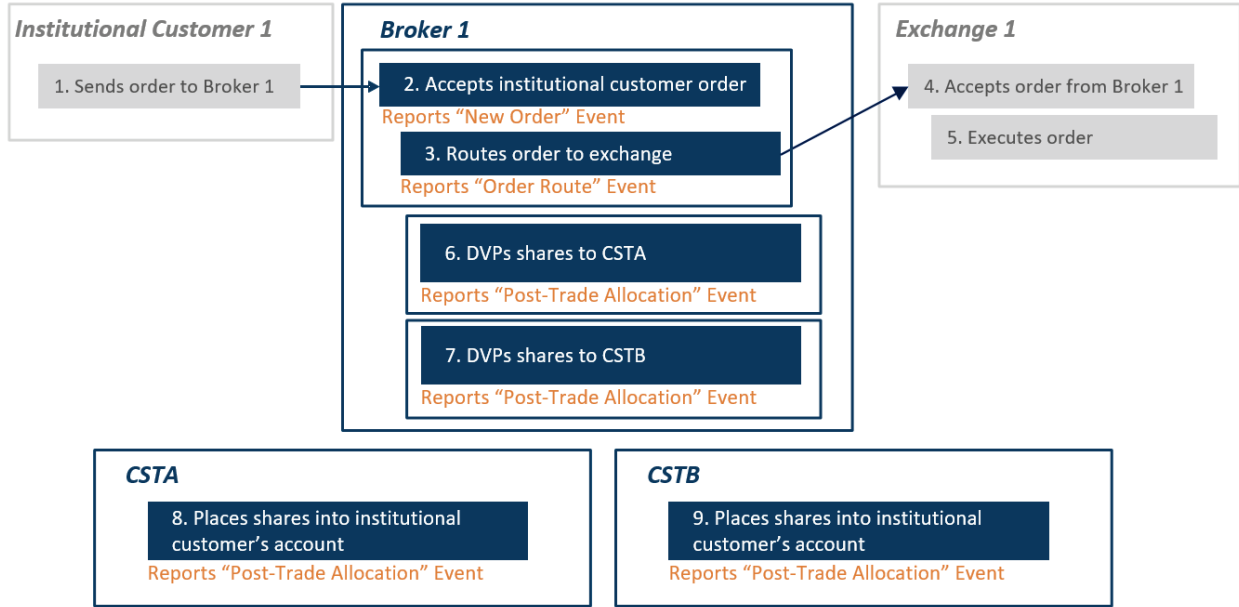 Institutional Customer 1
1. Sends order to Broker 1
Broker 1
2. Accepts institutional customer order
Reports “New Order” Event
3. Routes order to exchange
Reports “Order Route” Event
Exchange 1
4. Accepts order from Broker 1
5. Executes order
6. DVPs shares to CSTA
Reports “Post-Trade Allocation” Event
7. DVPs shares to CSTB
Reports “Post-Trade Allocation” Event
CSTA
8. Places shares into institutional
customer’s account
Reports “Post-Trade Allocation” Event
CSTB
9. Places shares into institutional
customer’s account
Reports “Post-Trade Allocation” Event